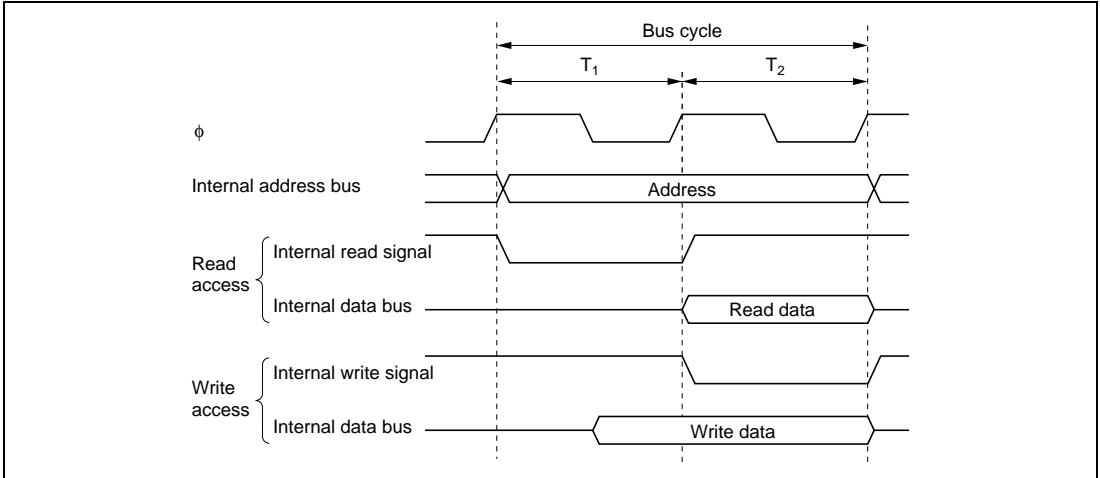 Bus cycle
T₁ T₂
φ
Internal address bus Address
Read
access
Internal read signal
Internal data bus Read data
Write
access
Internal write signal
Internal data bus Write data